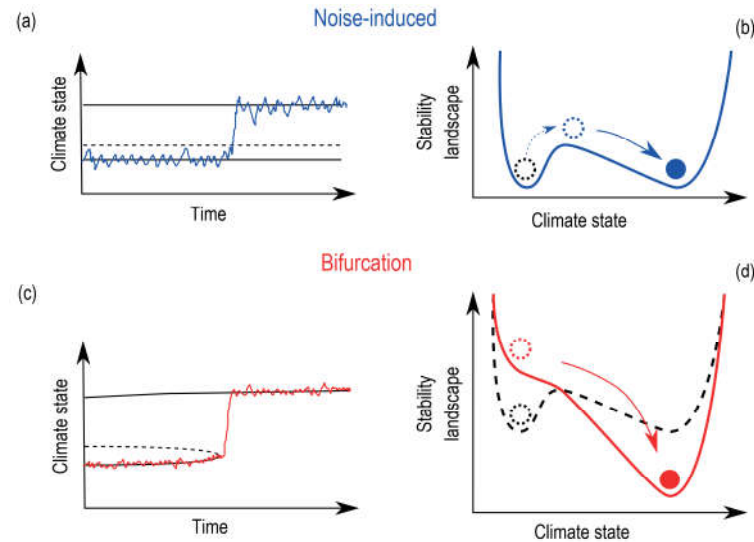 (a)
Noise-induced
(b)
Climate state
Time
Stability
landscape
Climate state
Bifurcation
(c)
(d)
Climate state
Time
Stability
landscape
Climate state